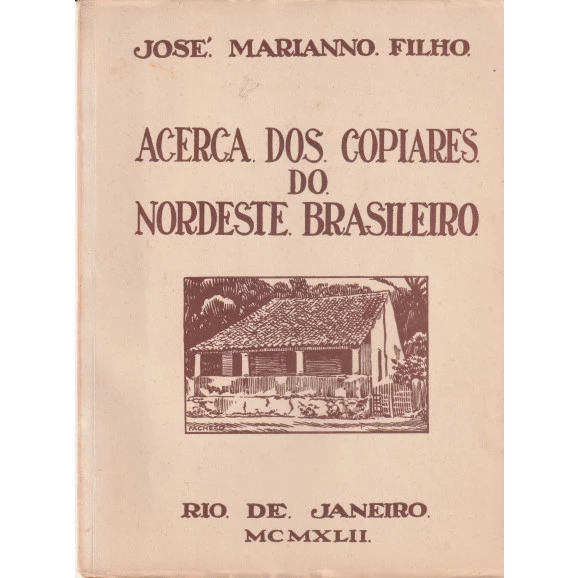 JOSÉ. MARIANNO. FILHO.
ACERCA. DOS. COPIARES.
DO.
NORDESTE. BRASILEIRO.
PACHECO
RIO. DE. JANEIRO.
MCMXLII.